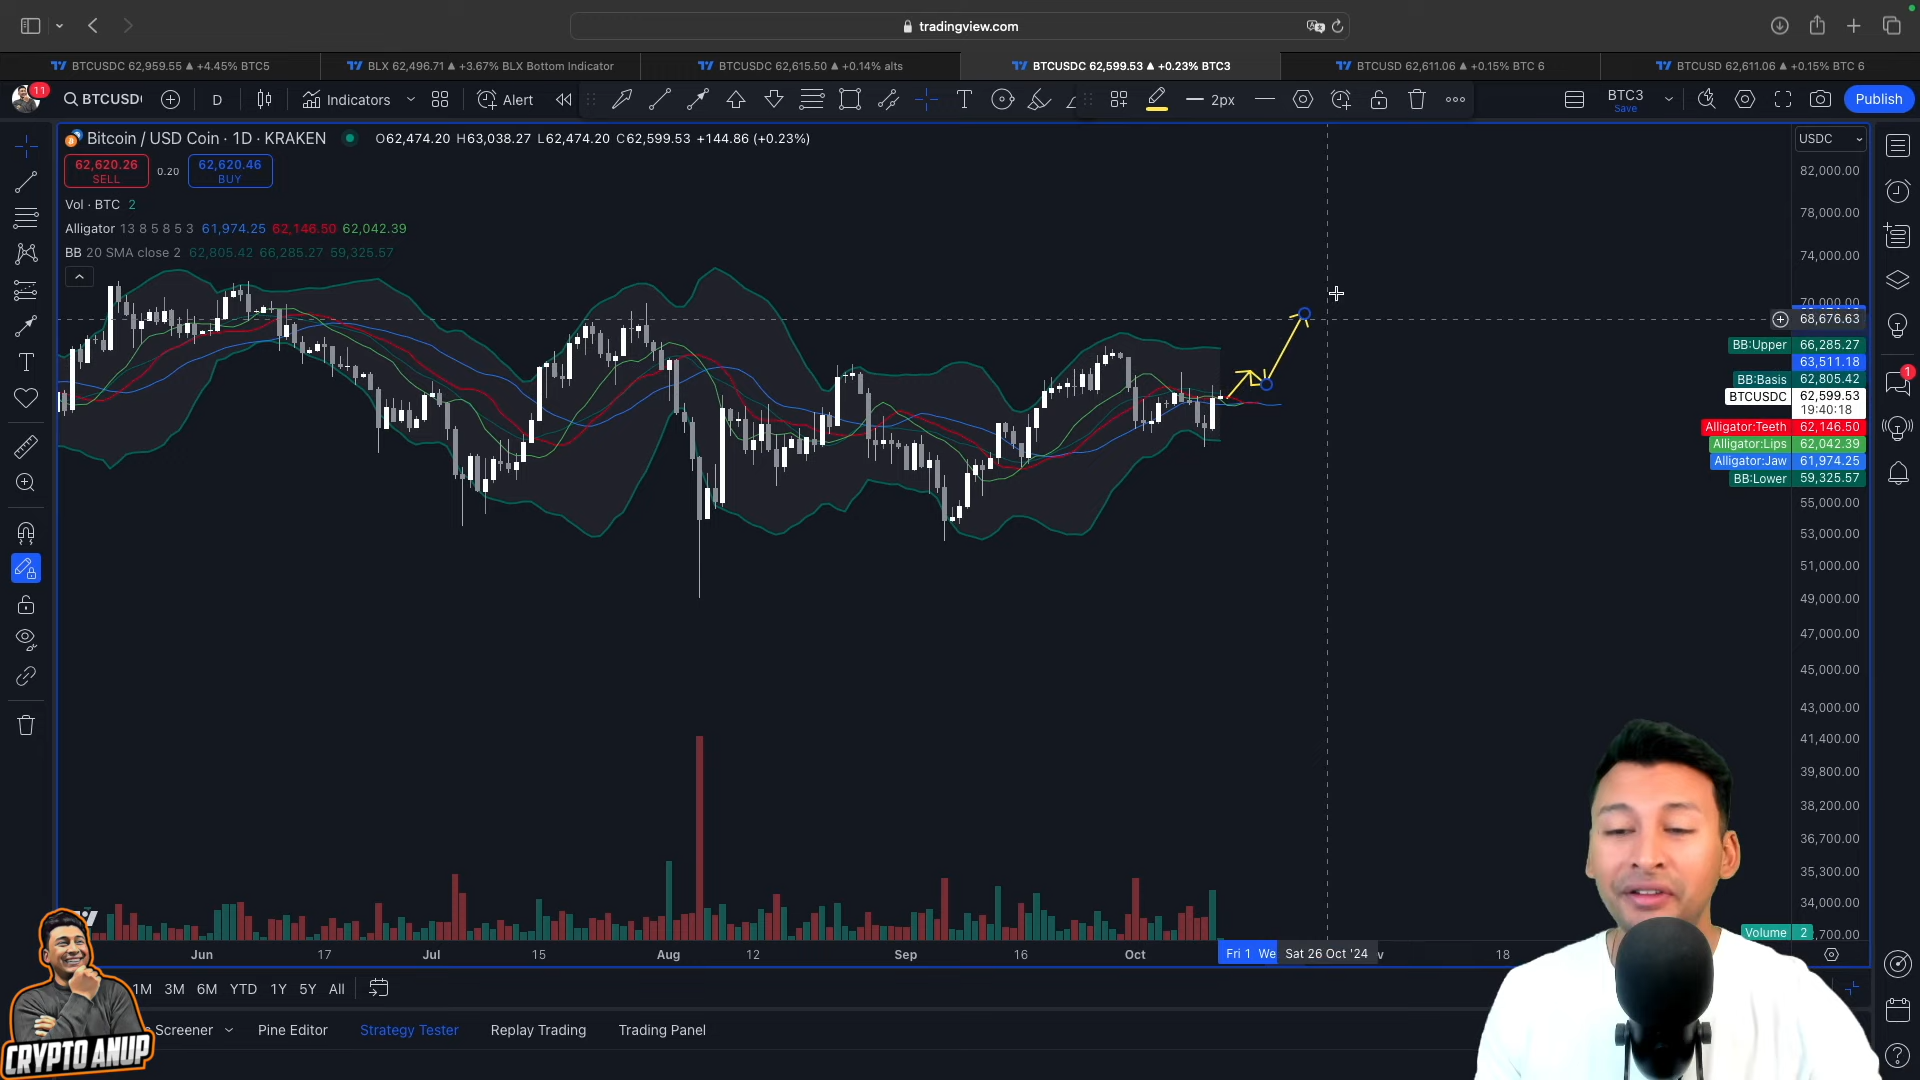 tradingview.com
BTCUSDC 62,959.55 ▲ +4.45% BTC5
BLX 62,496.71 ▲ +3.67% BLX Bottom Indicator
BTCUSDC 62,615.50 ▲ +0.14% alts
BTCUSDC 62,599.53 ▲ +0.23% BTC3
BTCUSD 62,611.06 ▲ +0.15% BTC 6
BTCUSD 62,611.06 ▲ +0.15% BTC 6
11
BTCUSD
D
Indicators
Alert
T
2px
BTC3
Save
Publish
Bitcoin / USD Coin · 1D · KRAKEN
O62,474.20 H63,038.27 L62,474.20 C62,599.53 +144.86 (+0.23%)
USDC
62,620.26
SELL
0.20
62,620.46
BUY
Vol · BTC 2
Alligator 13 8 5 8 5 3 61,974.25 62,146.50 62,042.39
BB 20 SMA close 2 62,805.42 66,285.27 59,325.57
82,000.00
78,000.00
74,000.00
70,000.00
68,676.63
BB:Upper 66,285.27
63,511.18
BB:Basis 62,805.42
BTCUSDC 62,599.53
19:40:18
Alligator:Teeth 62,146.50
Alligator:Lips 62,042.39
Alligator:Jaw 61,974.25
BB:Lower 59,325.57
55,000.00
53,000.00
51,000.00
49,000.00
47,000.00
45,000.00
43,000.00
41,400.00
39,800.00
38,200.00
36,700.00
35,300.00
34,000.00
Volume 2
,700.00
1
Jun 17 Jul 15 Aug 12 Sep 16 Oct Fri 1 We Sat 26 Oct '24 18
1M 3M 6M YTD 1Y 5Y All
Screener Pine Editor Strategy Tester Replay Trading Trading Panel
CRYPTO ANUP